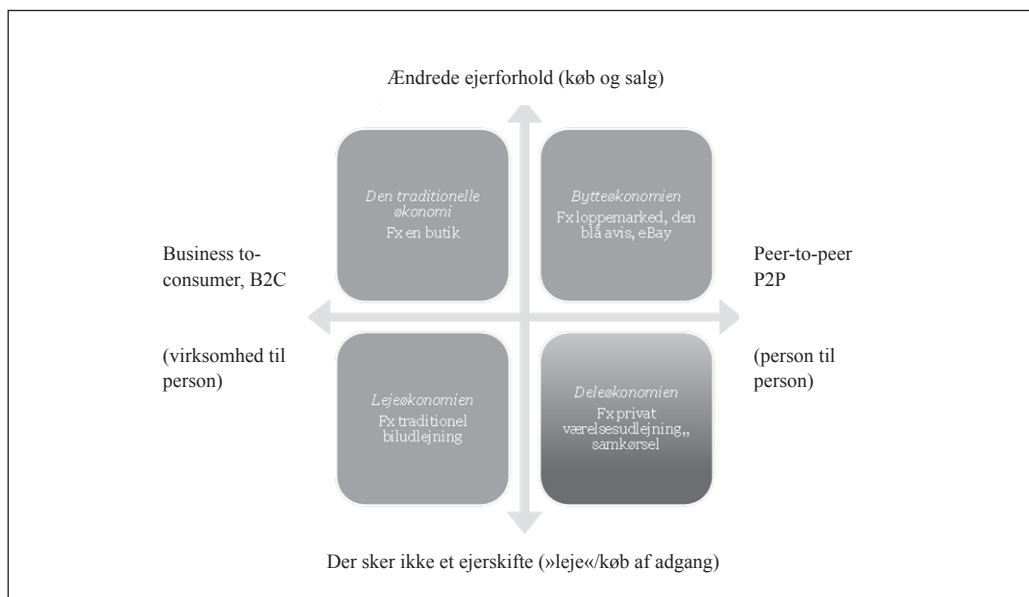 Ændrede ejerforhold (køb og salg)
Den traditionelle
økonomi
Fx en butik
Bytteøkonomien
Fx loppemarked, den
blå avis, eBay
Business to-
consumer, B2C
Peer-to-peer
P2P
(virksomhed til
person)
(person til
person)
Lejeøkonomien
Fx traditionel
biludlejning
Deleøkonomien
Fx privat
værelsesudlejning,,
samkørsel
Der sker ikke et ejerskifte (»leje«/køb af adgang)